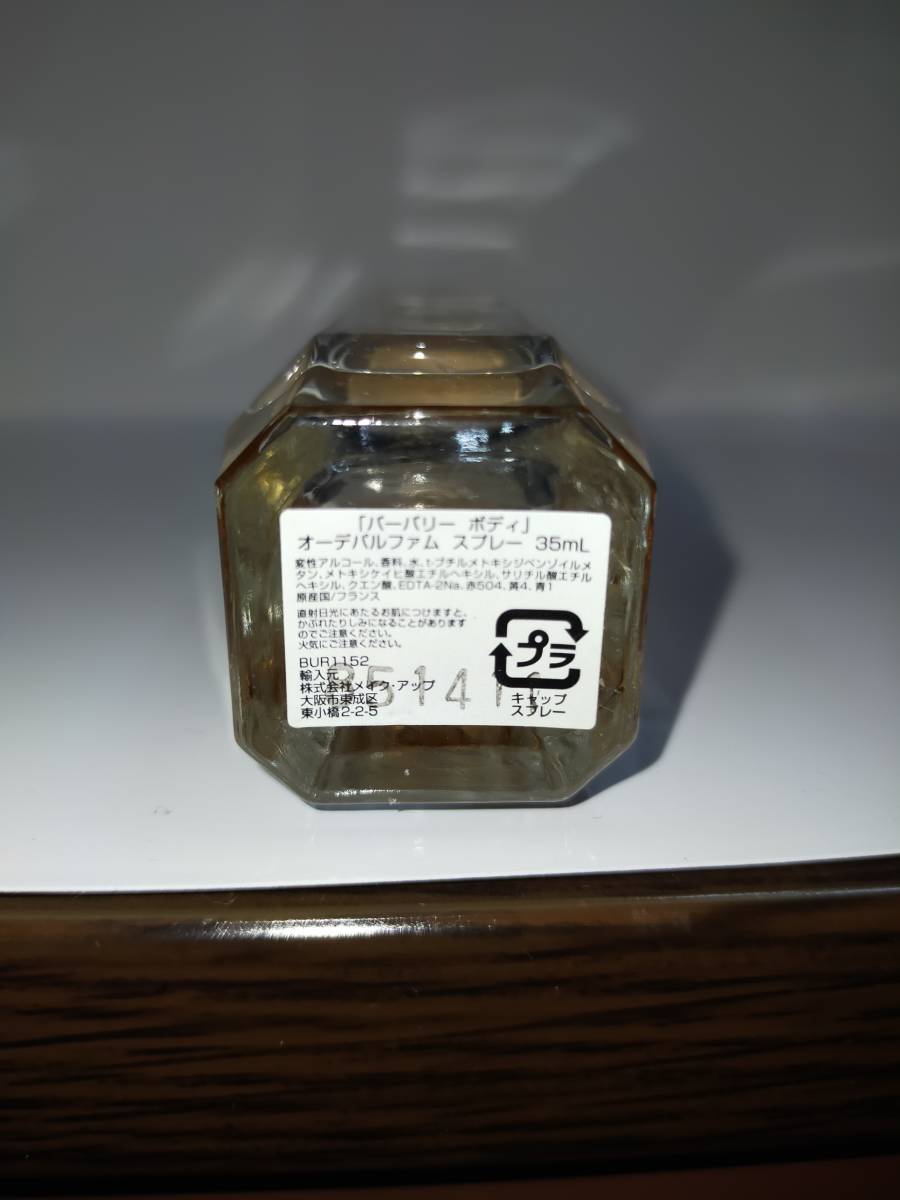 「バーバリー ボディ」
オーデパルファム スプレー 35mL
変性アルコール、香料、水、t-ブチルメトキシジベンゾイルメ
タン、メトキシケイヒ酸エチルヘキシル、サリチル酸エチル
ヘキシル、クエン酸、EDTA-2Na、赤504、黄4、青1
原産国/フランス
直射日光にあたるお肌につけますと、
かぶれたりしみになることがあります
のでご注意ください。
火気にご注意ください。
BUR1152
輸入元
株式会社メイク・アップ
大阪市東成区
東小橋2-2-5
プラ
キャップ
スプレー